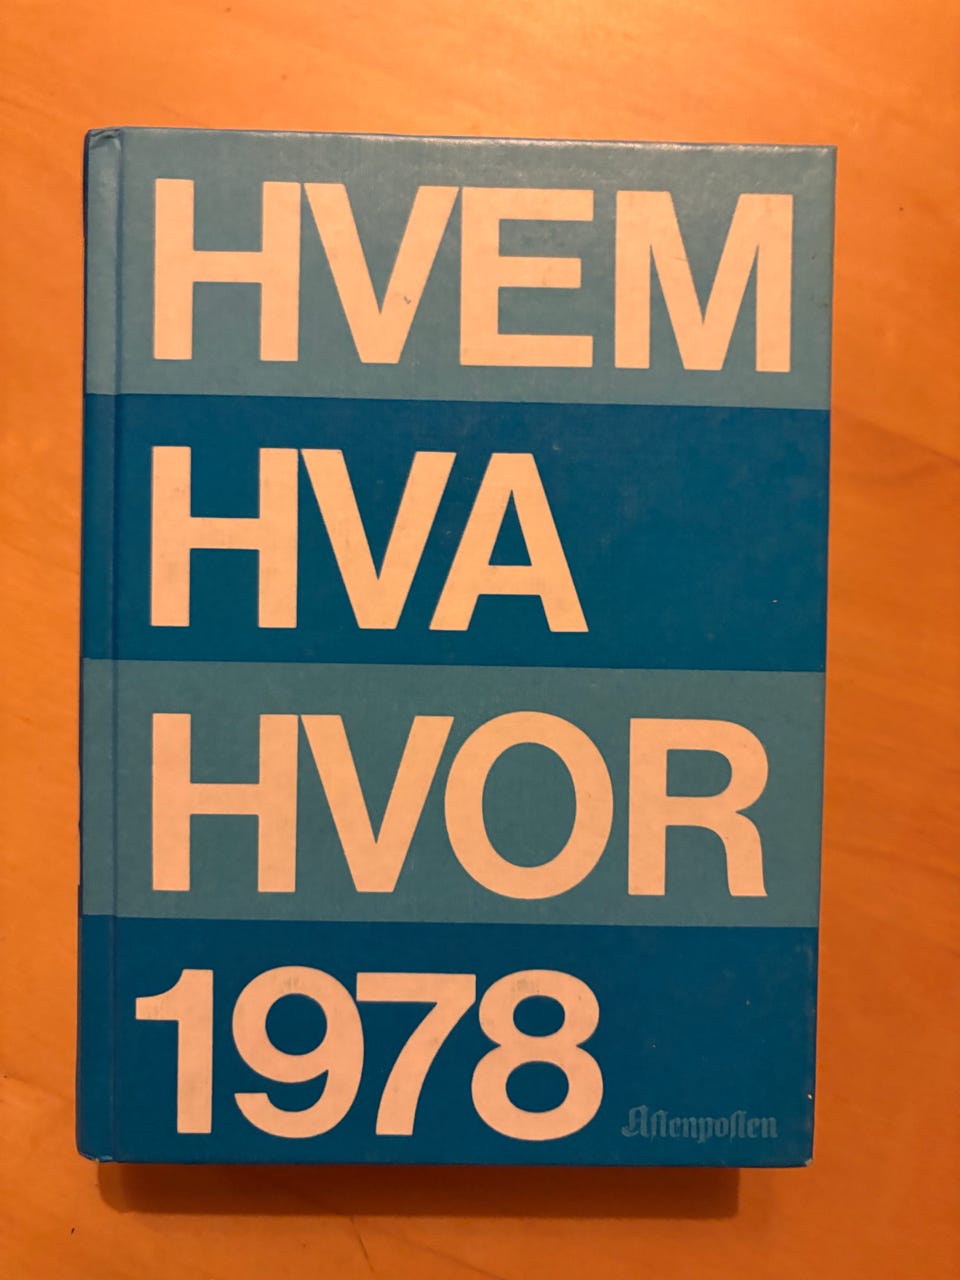 HVEM
HVA
HVOR
1978
Aftenposten